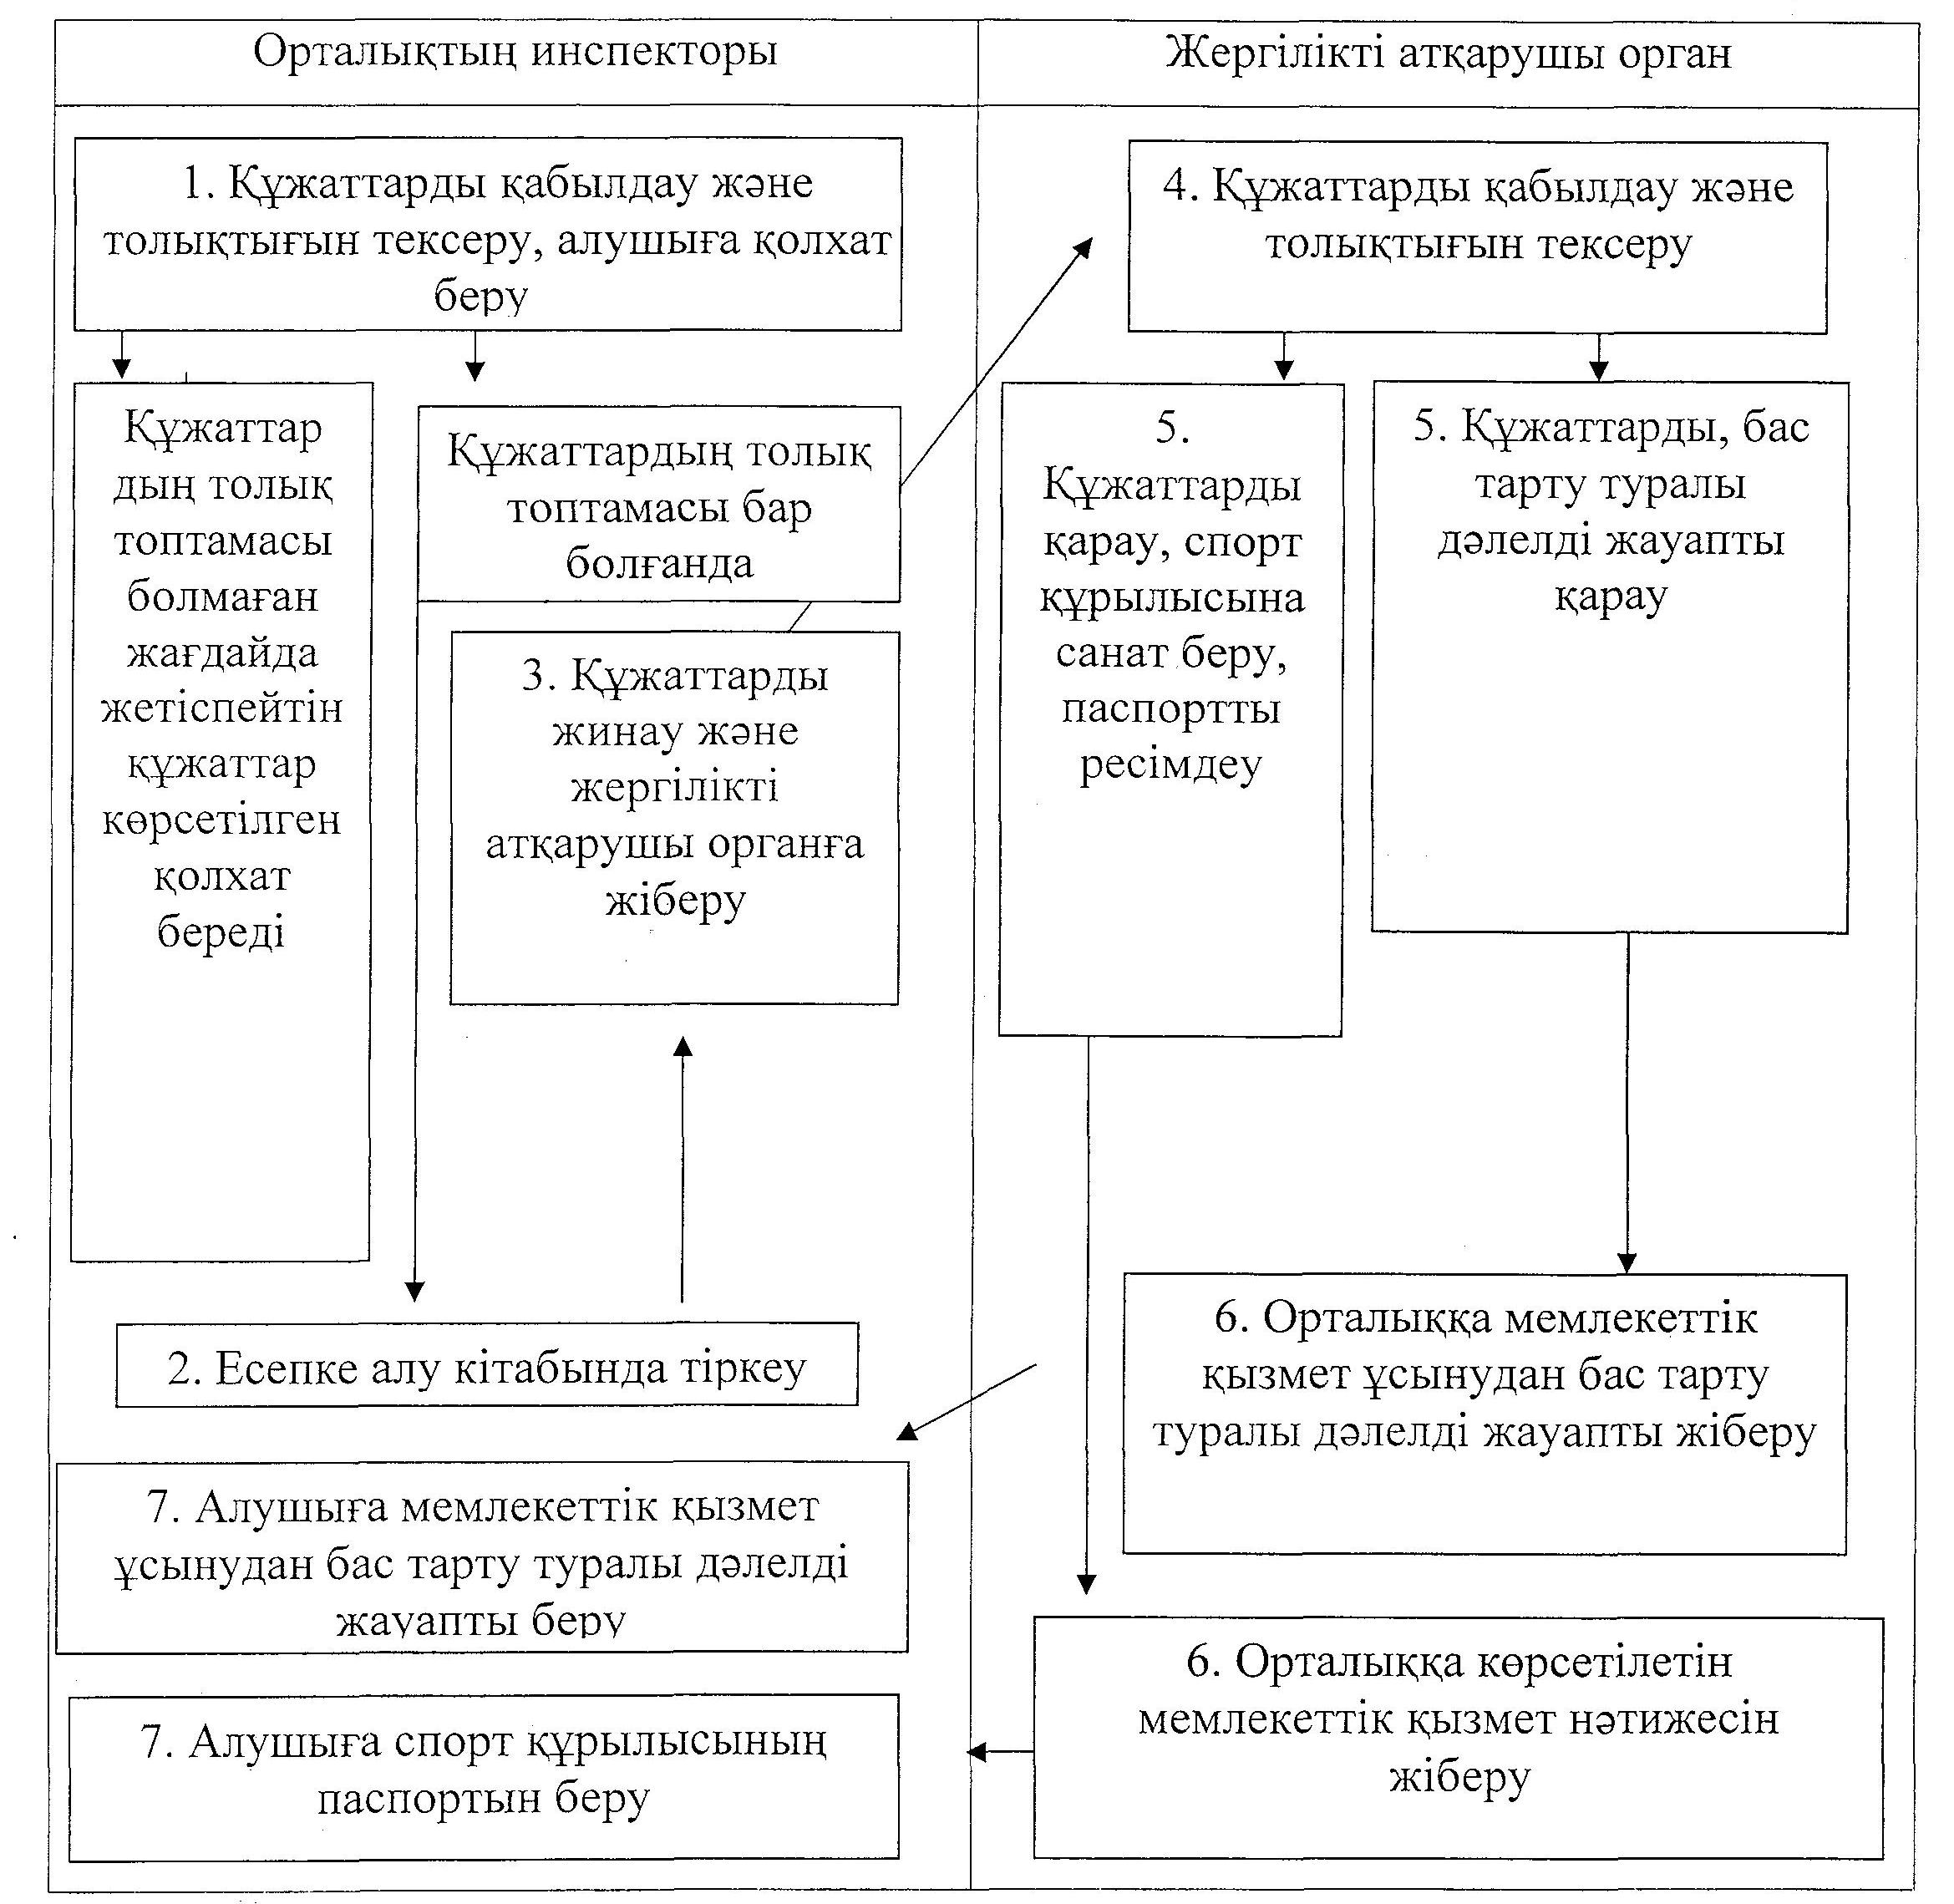 Орталықтың инспекторы
Жергілікті атқарушы орган
1. Құжаттарды қабылдау және
толықтығын тексеру, алушыға қолхат
беру
Құжаттар
дың толық
топтамасы
болмаған
жағдайда
жетіспейтін
құжаттар
көрсетілген
қолхат
береді
Құжаттардың толық
топтамасы бар
болғанда
3. Құжаттарды
жинау және
жергілікті
атқарушы органға
жіберу
2. Есепке алу кітабында тіркеу
7. Алушыға мемлекеттік қызмет
ұсынудан бас тарту туралы дәлелді
жауапты беру
7. Алушыға спорт құрылысының
паспортын беру
4. Құжаттарды қабылдау және
толықтығын тексеру
5.
Құжаттарды
қарау, спорт
құрылысына
санат беру,
паспортты
ресімдеу
5. Құжаттарды, бас
тарту туралы
дәлелді жауапты
қарау
6. Орталыққа мемлекеттік
қызмет ұсынудан бас тарту
туралы дәлелді жауапты жіберу
6. Орталыққа көрсетілетін
мемлекеттік қызмет нәтижесін
жіберу